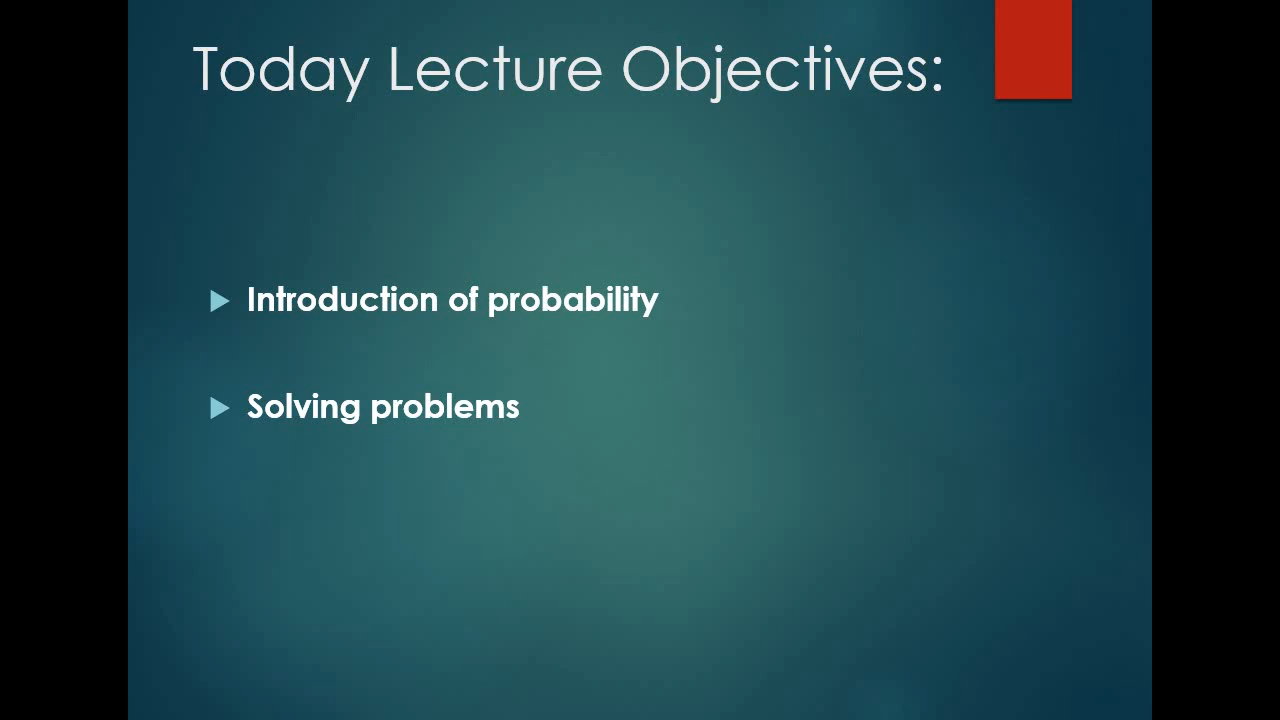 Today Lecture Objectives:
Introduction of probability
Solving problems